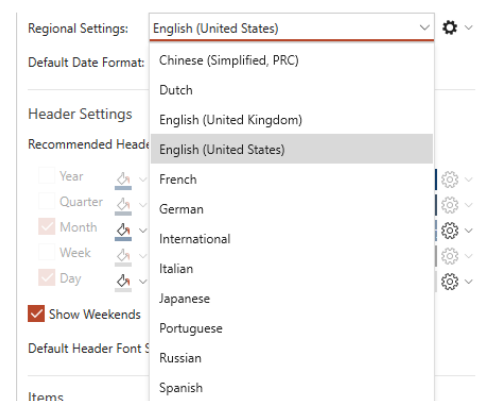 Regional Settings: English (United States)
Default Date Format:
Chinese (Simplified, PRC)
Dutch
Header Settings
English (United Kingdom)
Recommended Heade
English (United States)
Year
French
Quarter
German
Month
International
Week
Italian
Day
Japanese
Show Weekends
Portuguese
Default Header Font S
Russian
Spanish
Items